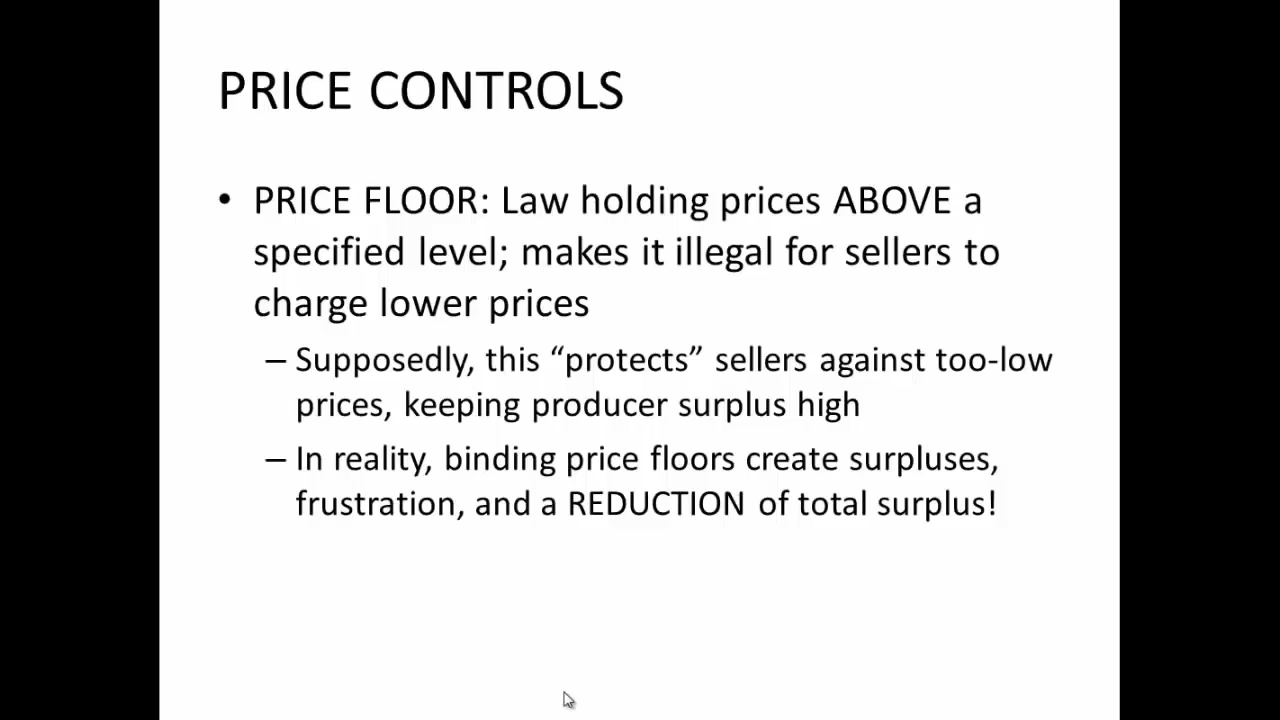 PRICE CONTROLS
• PRICE FLOOR: Law holding prices ABOVE a
specified level; makes it illegal for sellers to
charge lower prices
– Supposedly, this “protects” sellers against too-low
prices, keeping producer surplus high
– In reality, binding price floors create surpluses,
frustration, and a REDUCTION of total surplus!